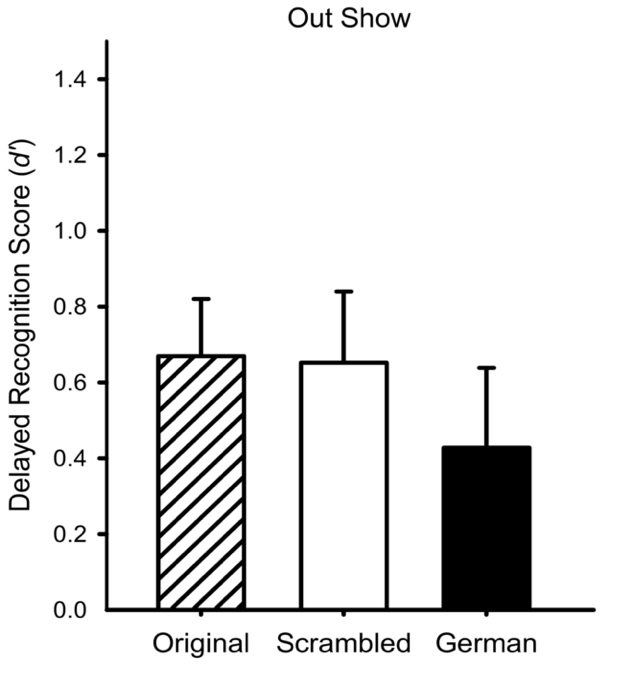 Out Show
Delayed Recognition Score (d')
1.4
1.2
1.0
0.8
0.6
0.4
0.2
0.0
Original Scrambled German